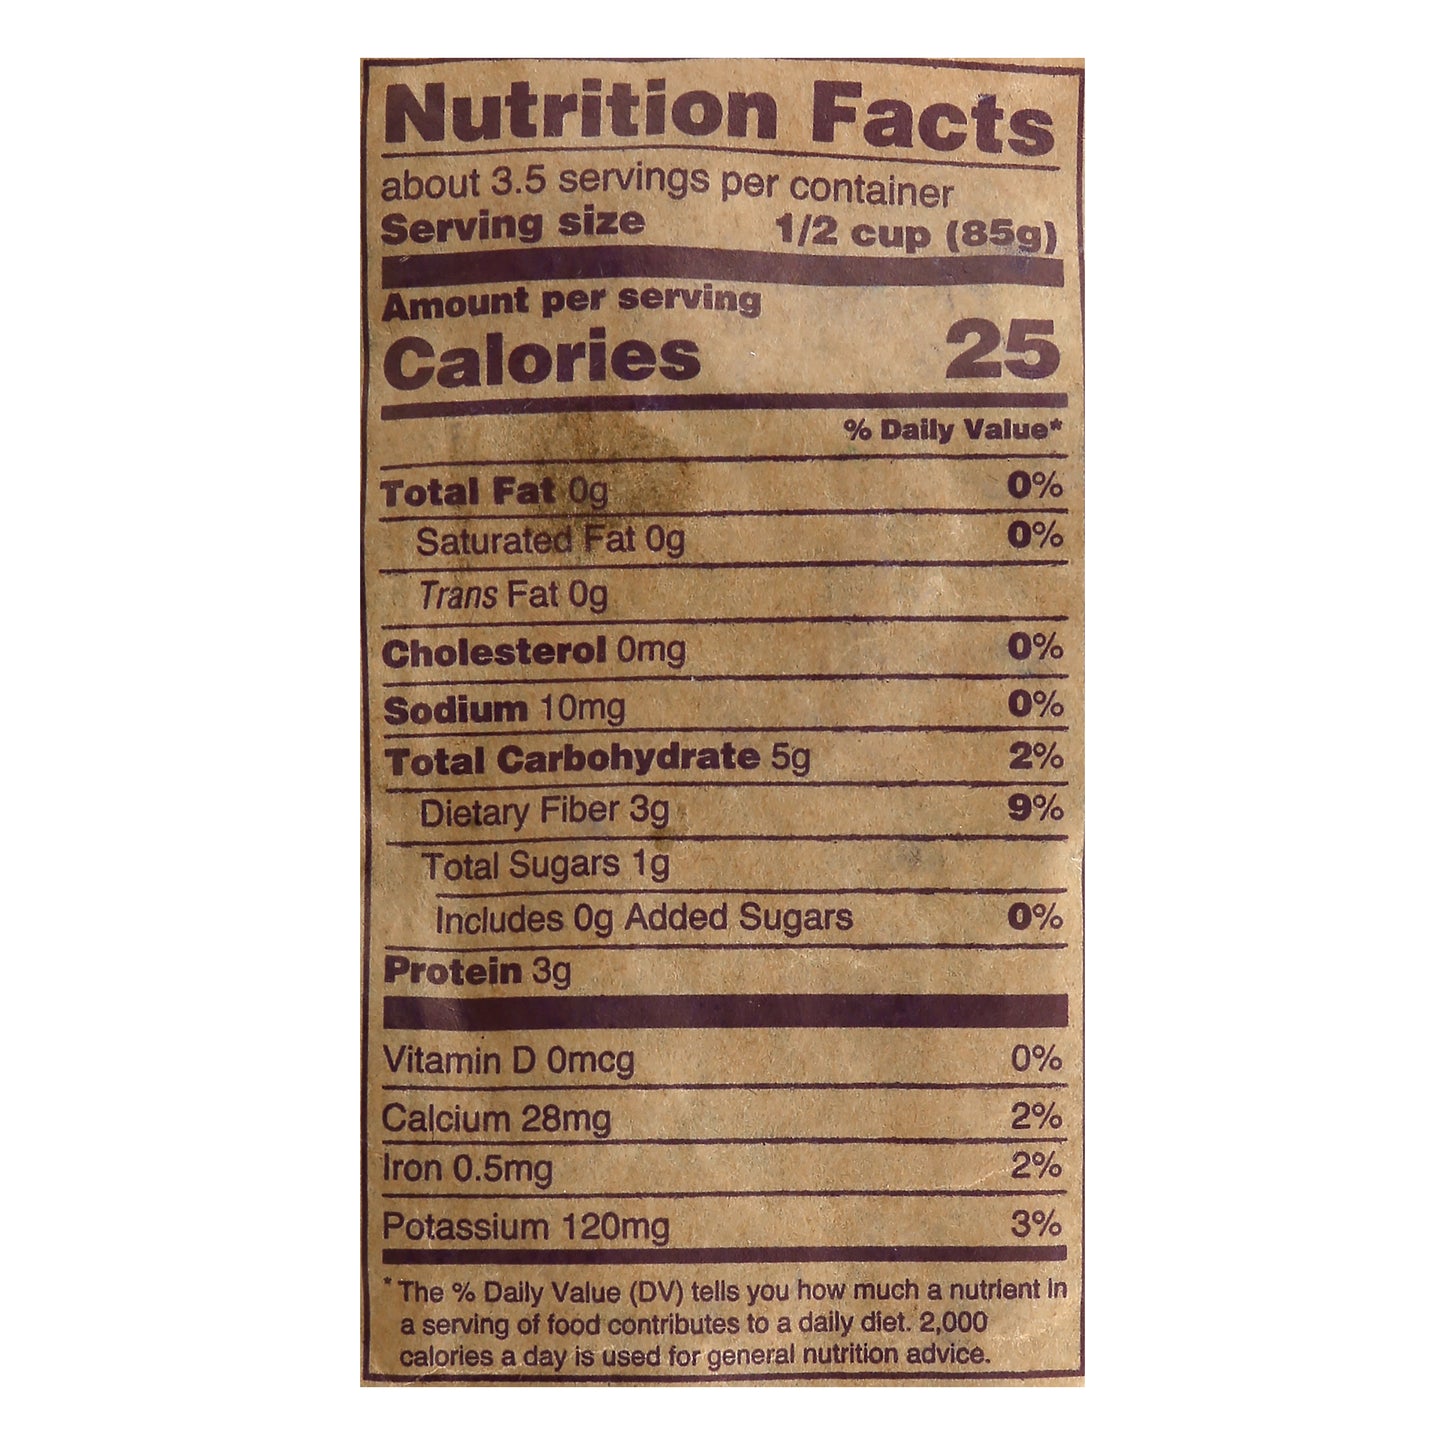 Nutrition Facts
about 3.5 servings per container
Serving size 1/2 cup (85g)
Amount per serving
Calories 25
% Daily Value*
Total Fat 0g 0%
Saturated Fat 0g 0%
Trans Fat 0g
Cholesterol 0mg 0%
Sodium 10mg 0%
Total Carbohydrate 5g 2%
Dietary Fiber 3g 9%
Total Sugars 1g
Includes 0g Added Sugars 0%
Protein 3g
Vitamin D 0mcg 0%
Calcium 28mg 2%
Iron 0.5mg 2%
Potassium 120mg 3%
*The % Daily Value (DV) tells you how much a nutrient in
a serving of food contributes to a daily diet. 2,000
calories a day is used for general nutrition advice.